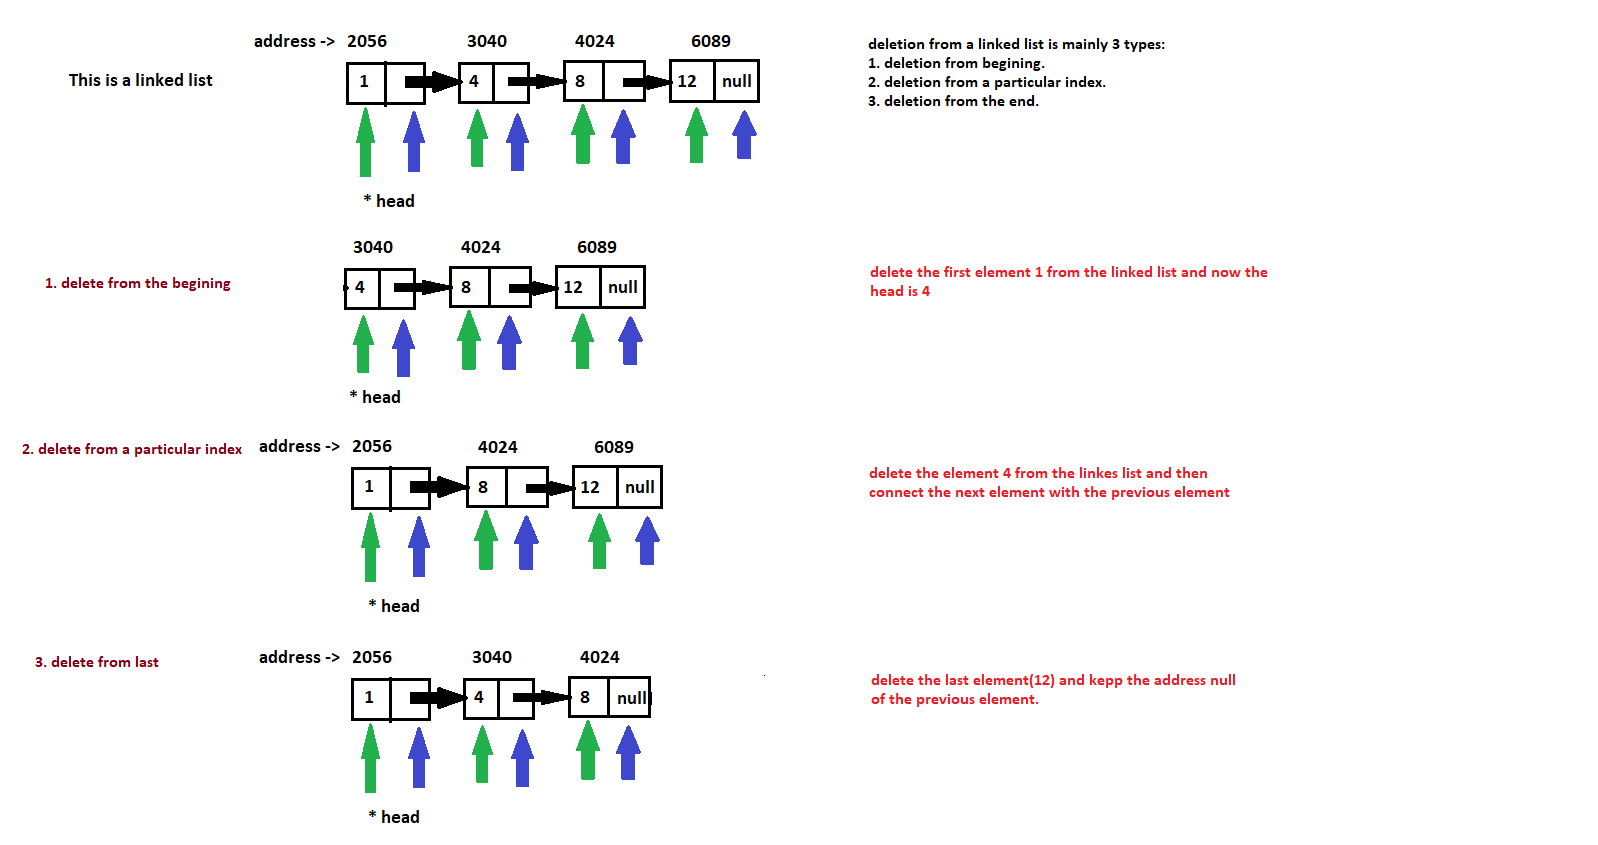 address -> 2056 3040 4024 6089
This is a linked list
1 4 8 12 null
* head
deletion from a linked list is mainly 3 types:
1. deletion from begining.
2. deletion from a particular index.
3. deletion from the end.
3040 4024 6089
1. delete from the begining
4 8 12 null
* head
delete the first element 1 from the linked list and now the
head is 4
2. delete from a particular index
address -> 2056 4024 6089
1 8 12 null
* head
delete the element 4 from the linkes list and then
connect the next element with the previous element
3. delete from last
address -> 2056 3040 4024
1 4 8 null
* head
delete the last element(12) and kepp the address null
of the previous element.